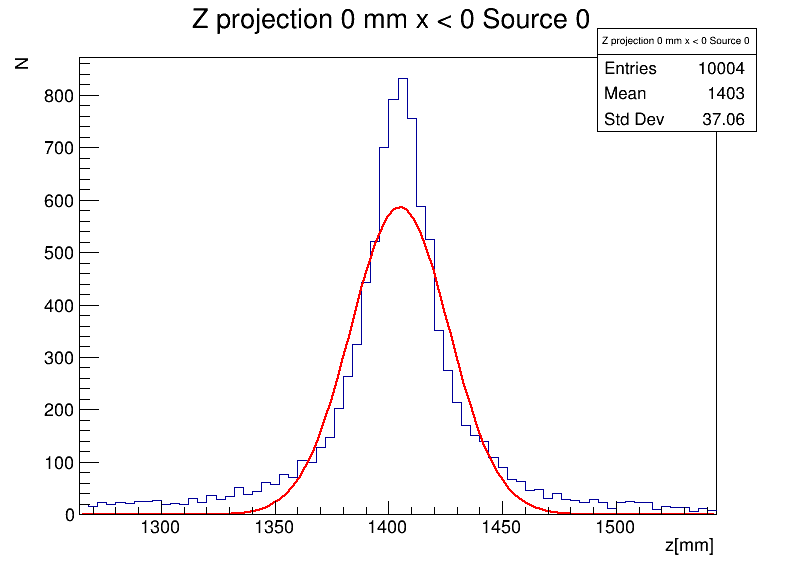 Z projection 0 mm x < 0 Source 0
Z projection 0 mm x < 0 Source 0
Entries 10004
Mean 1403
Std Dev 37.06
N
800
700
600
500
400
300
200
100
0
1300 1350 1400 1450 1500
z[mm]